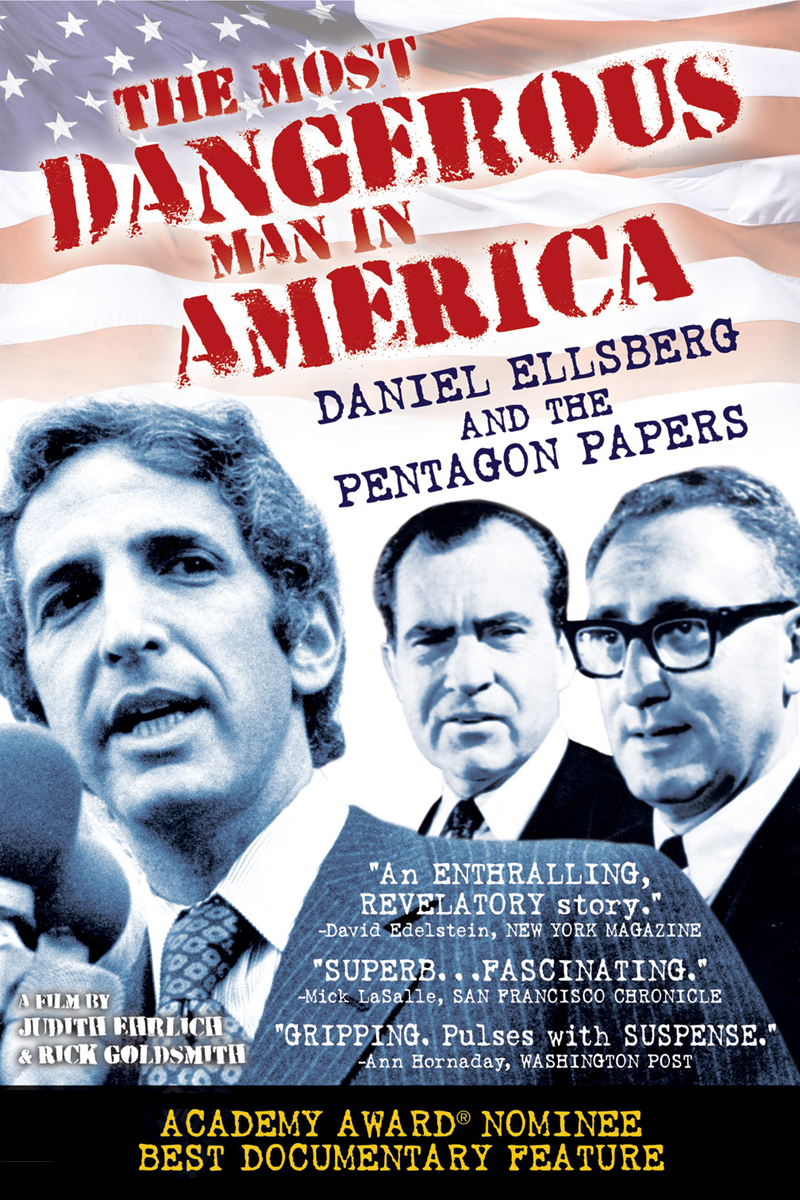 THE MOST
DANGEROUS
MAN IN
AMERICA
DANIEL ELLSBERG
AND THE
PENTAGON PAPERS
"An ENTHRALLING,
REVELATORY story."
-David Edelstein, NEW YORK MAGAZINE
"SUPERB...FASCINATING."
-Mick LaSalle, SAN FRANCISCO CHRONICLE
"GRIPPING. Pulses with SUSPENSE."
-Ann Hornaday, WASHINGTON POST
A FILM BY
JUDITH EHRLICH
& RICK GOLDSMITH
ACADEMY AWARD® NOMINEE
BEST DOCUMENTARY FEATURE